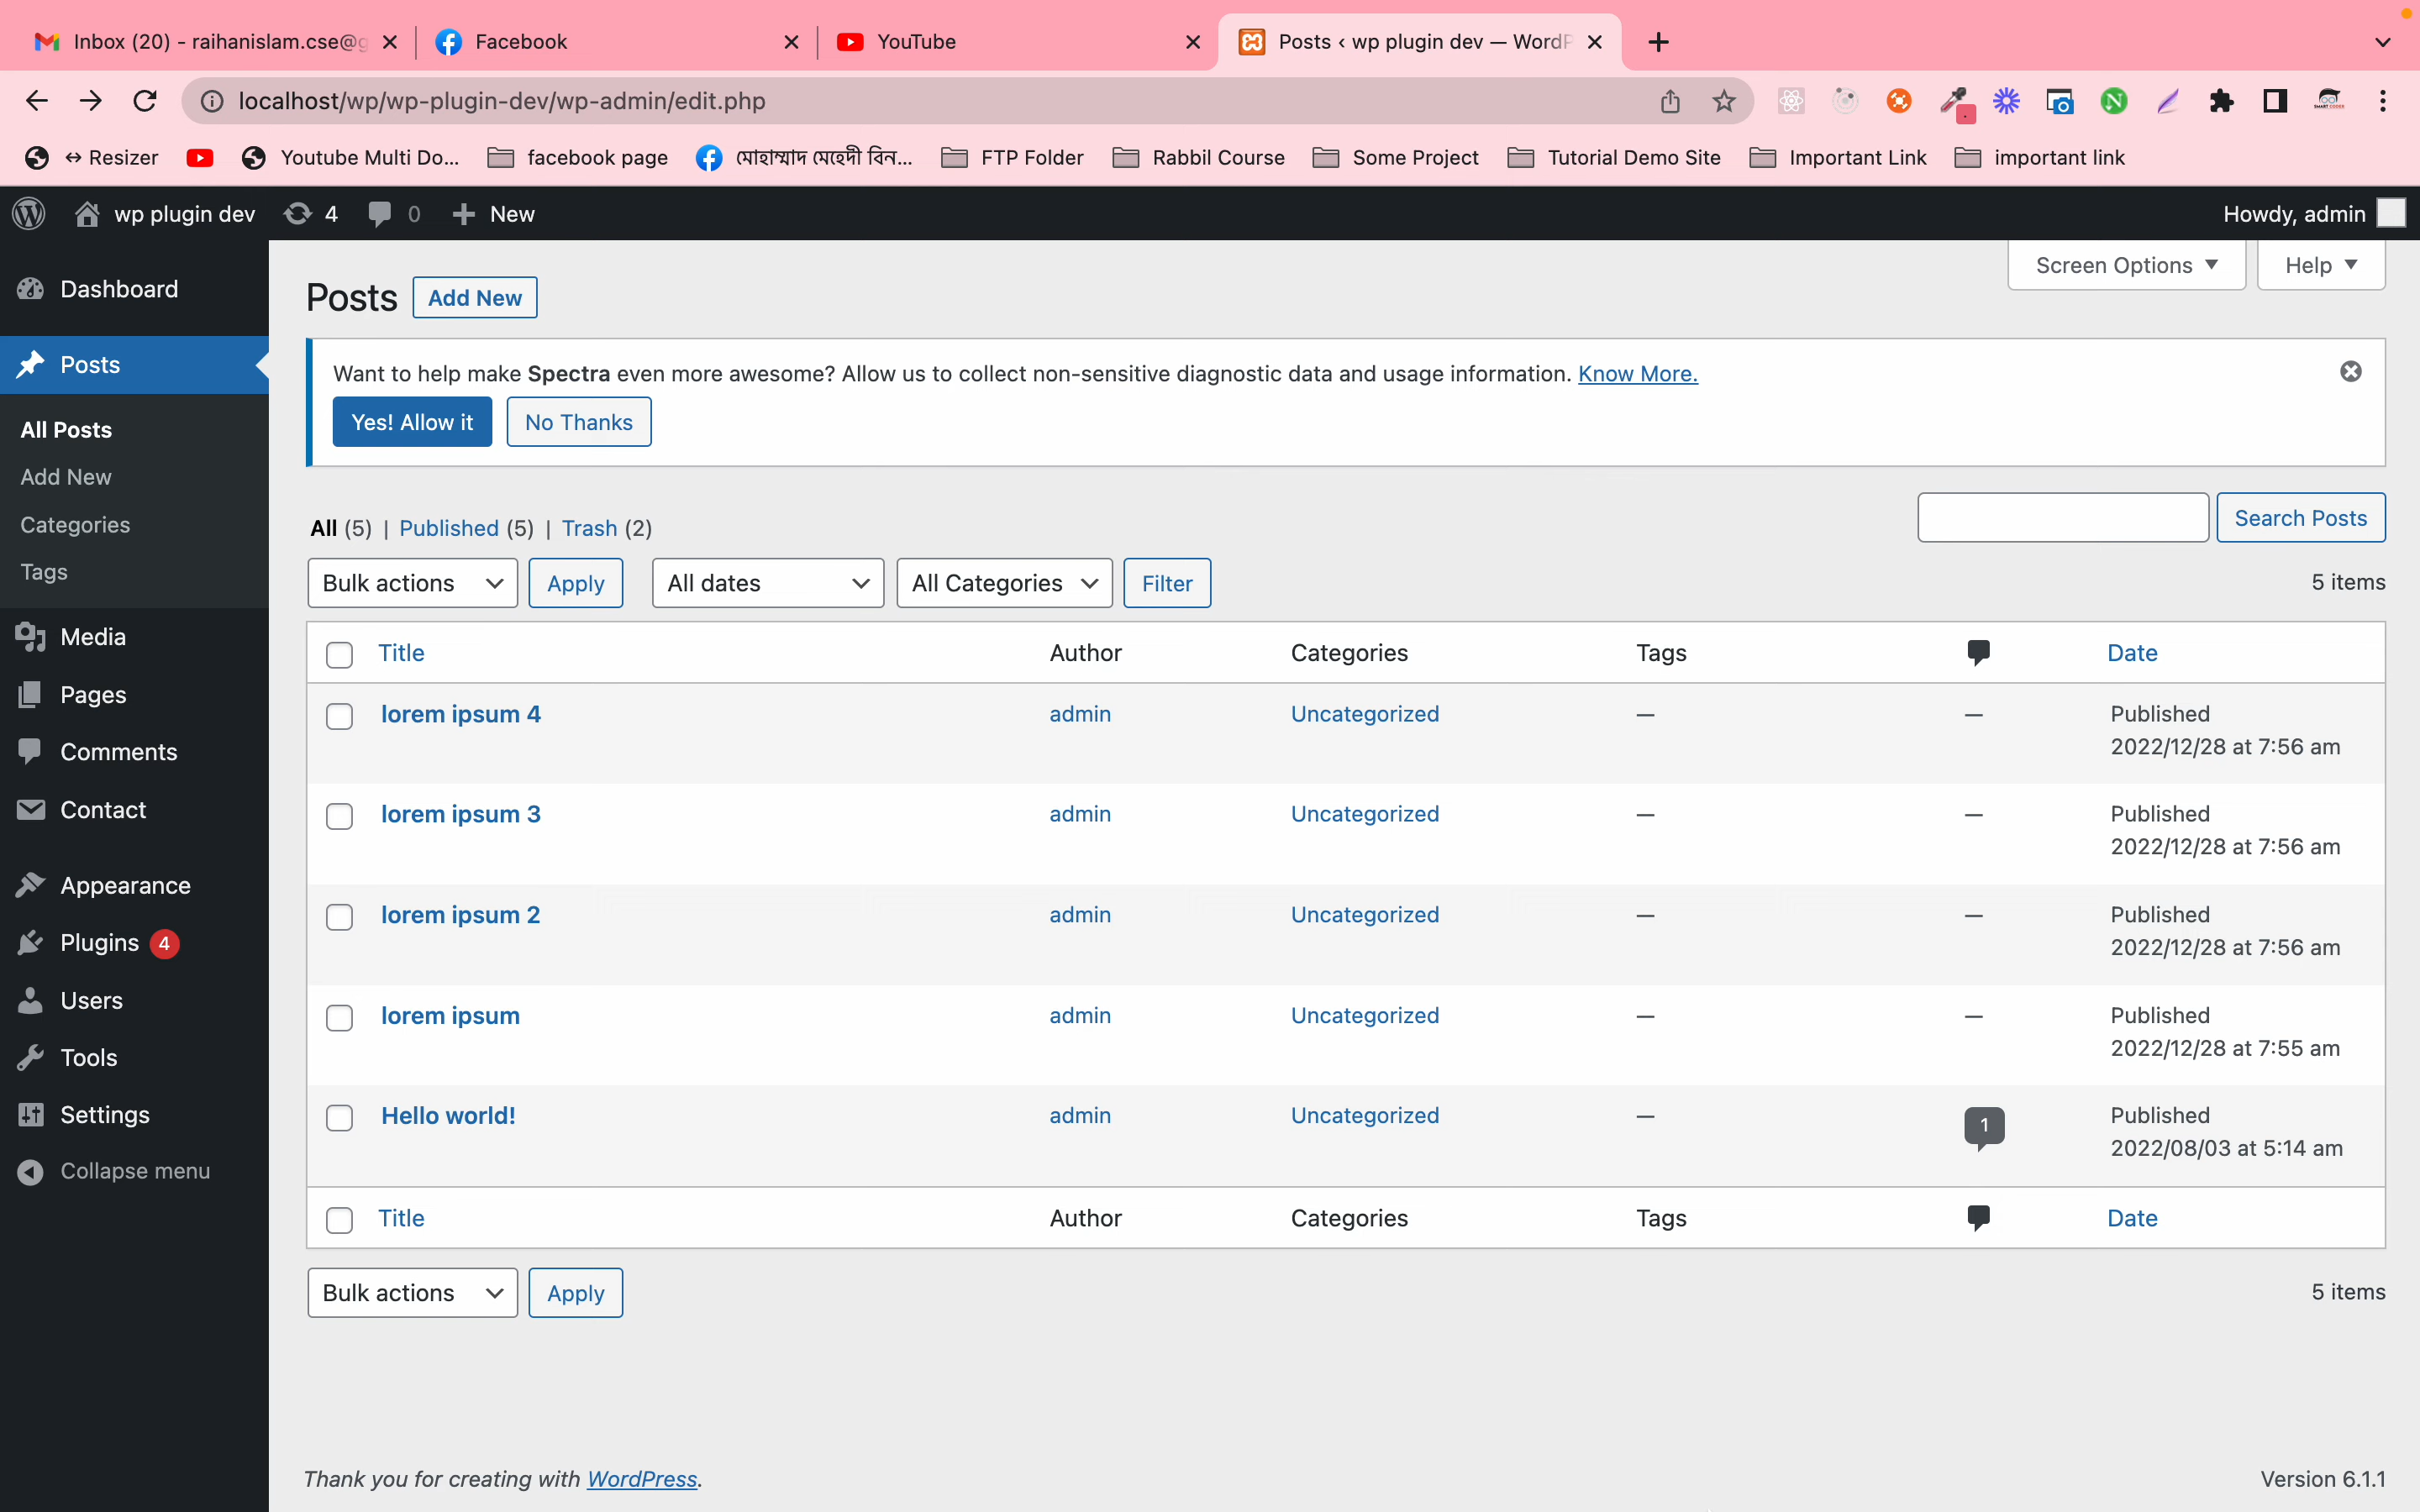 Inbox (20) - raihanislam.cse@g
Facebook
YouTube
Posts ‹ wp plugin dev — WordP
localhost/wp/wp-plugin-dev/wp-admin/edit.php
↔ Resizer
Youtube Multi Do...
facebook page
মোহাম্মাদ মেহেদী বিন...
FTP Folder
Rabbil Course
Some Project
Tutorial Demo Site
Important Link
important link
wp plugin dev
4
0
New
Howdy, admin
Dashboard
Posts
All Posts
Add New
Categories
Tags
Media
Pages
Comments
Contact
Appearance
Plugins 4
Users
Tools
Settings
Collapse menu
Screen Options
Help
Posts
Add New
Want to help make Spectra even more awesome? Allow us to collect non-sensitive diagnostic data and usage information. Know More.
Yes! Allow it
No Thanks
All (5) | Published (5) | Trash (2)
Search Posts
Bulk actions
Apply
All dates
All Categories
Filter
5 items
Title Author Categories Tags Date
lorem ipsum 4 admin Uncategorized — — Published
2022/12/28 at 7:56 am
lorem ipsum 3 admin Uncategorized — — Published
2022/12/28 at 7:56 am
lorem ipsum 2 admin Uncategorized — — Published
2022/12/28 at 7:56 am
lorem ipsum admin Uncategorized — — Published
2022/12/28 at 7:55 am
Hello world! admin Uncategorized — 1 Published
2022/08/03 at 5:14 am
Title Author Categories Tags Date
Bulk actions
Apply
5 items
Thank you for creating with WordPress.
Version 6.1.1